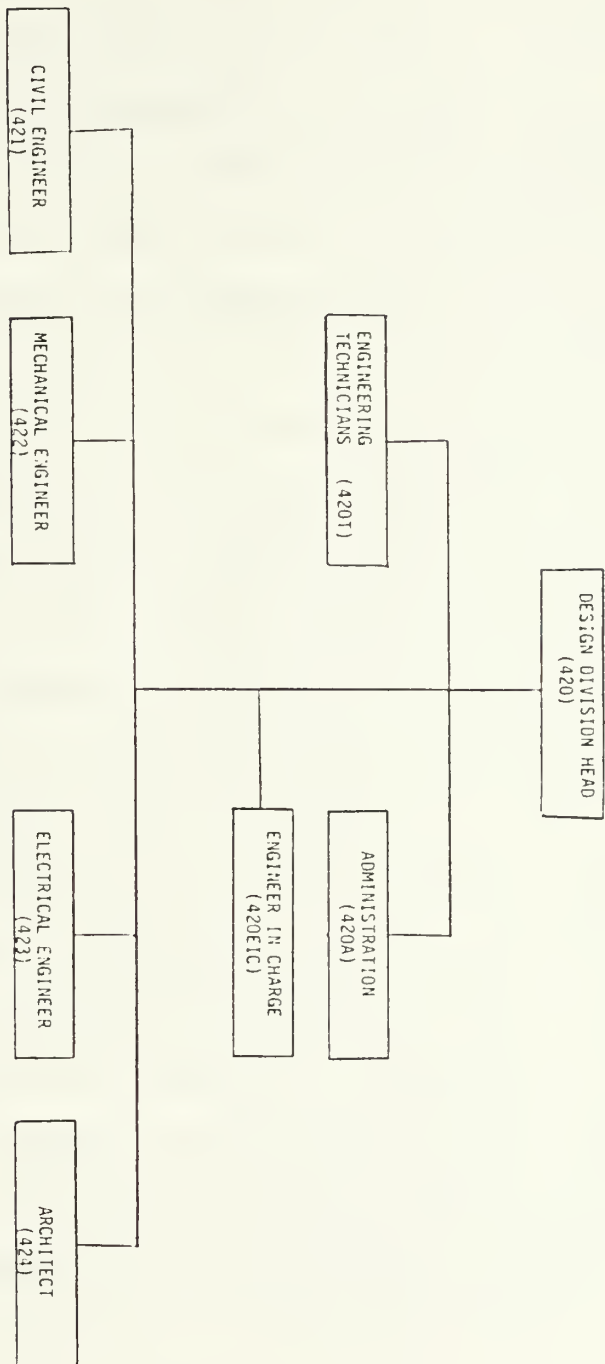 DESIGN DIVISION HEAD
(420)
ENGINEERING
TECHNICIANS (420T)
ADMINISTRATION
(420A)
ENGINEER IN CHARGE
(420EIC)
CIVIL ENGINEER
(421)
MECHANICAL ENGINEER
(422)
ELECTRICAL ENGINEER
(423)
ARCHITECT
(424)